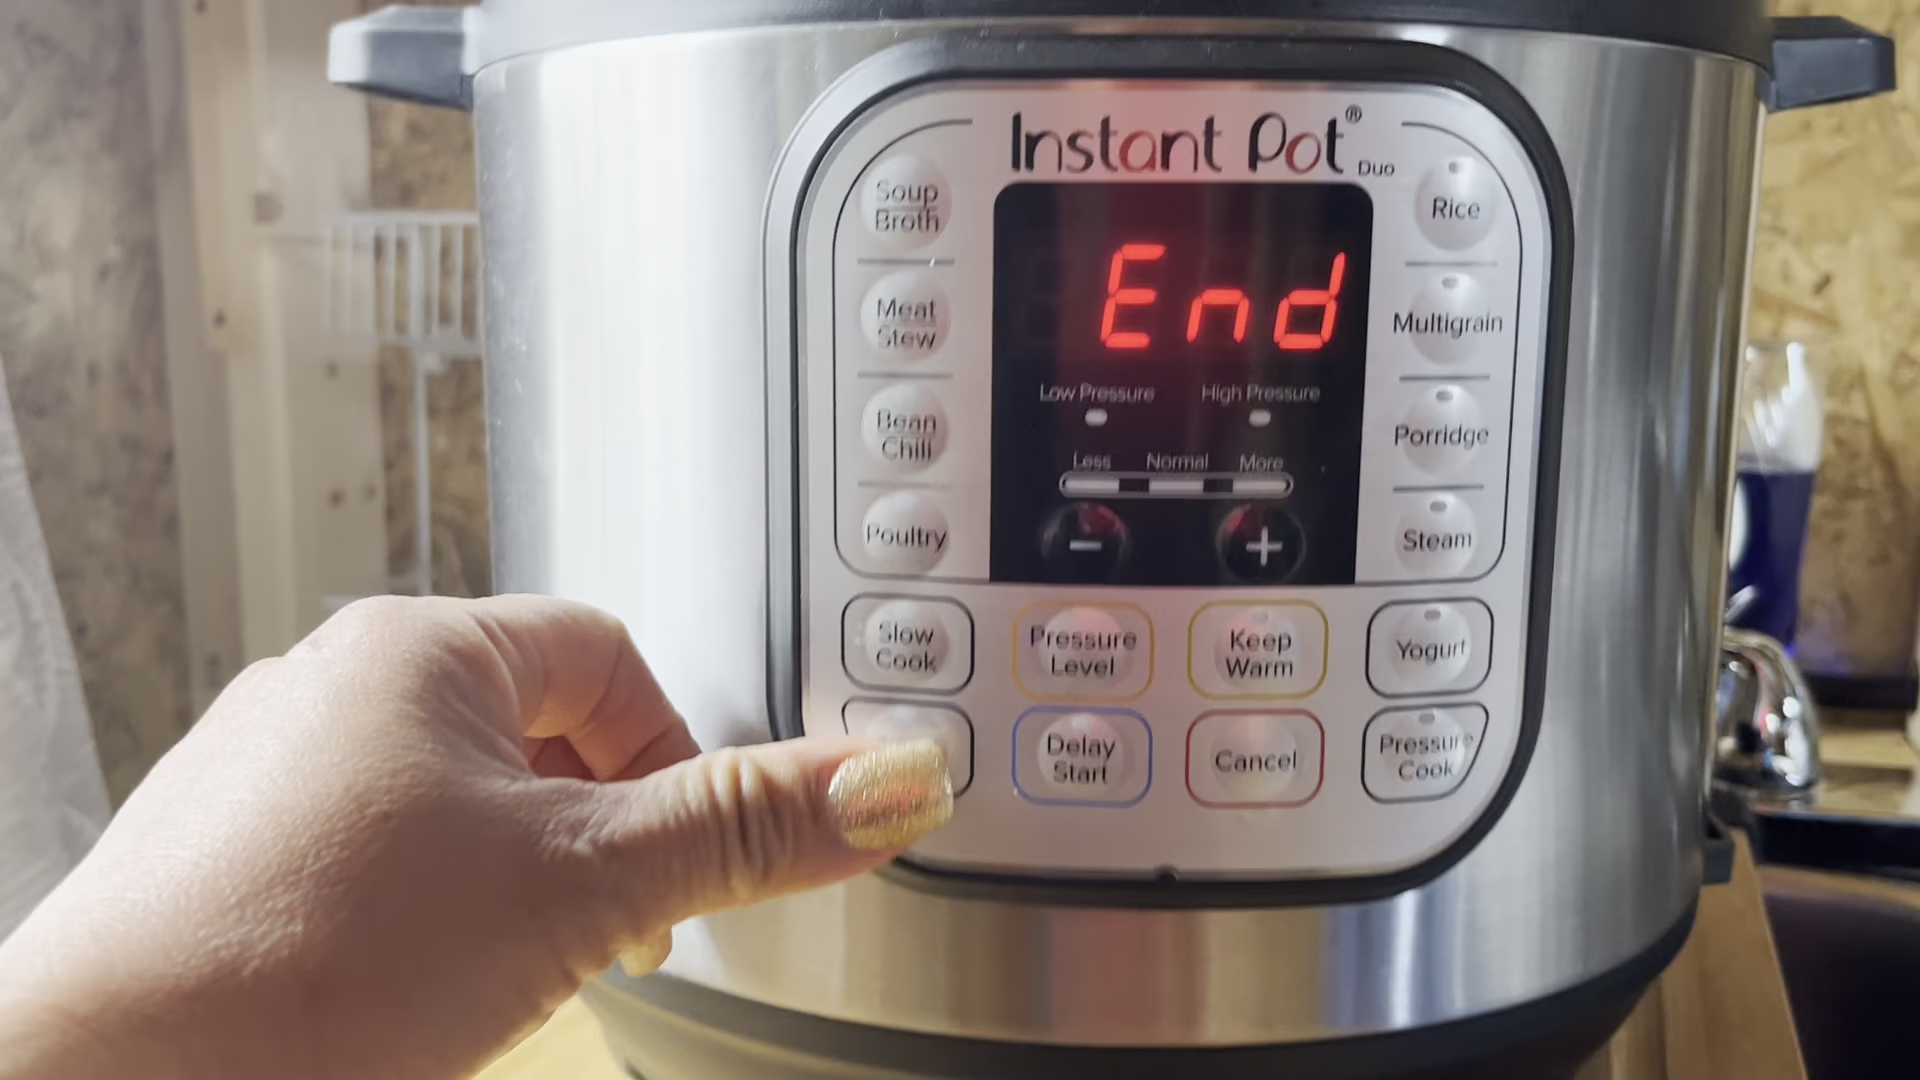 Instant Pot®
Duo
Soup
Broth
Meat
Stew
Bean
Chili
Poultry
End
Low Pressure
High Pressure
Less
Normal
More
−
+
Rice
Multigrain
Porridge
Steam
Slow
Cook
Pressure
Level
Keep
Warm
Yogurt
Delay
Start
Cancel
Pressure
Cook